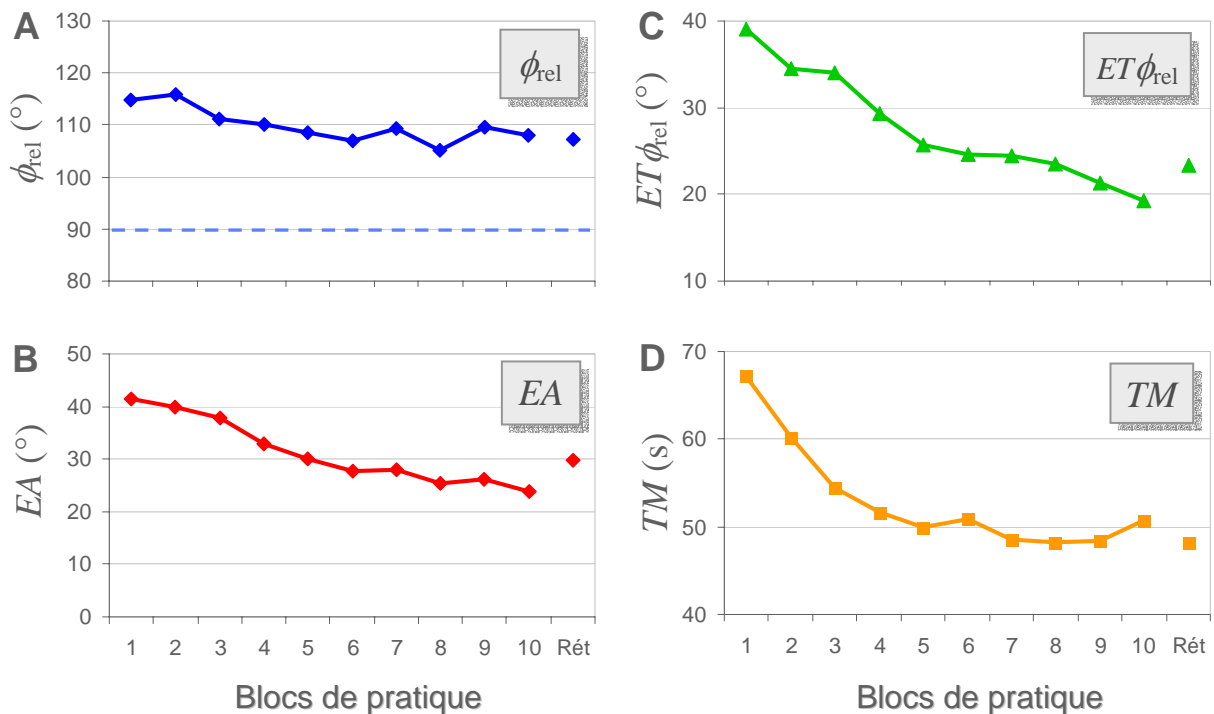 A
130
120
110
100
90
80
ϕrel (°)
ϕrel
B
50
40
30
20
10
0
EA (°)
EA
1 2 3 4 5 6 7 8 9 10 Rét
Blocs de pratique
C
40
30
20
10
ETϕrel (°)
ETϕrel
D
70
60
50
40
TM (s)
TM
1 2 3 4 5 6 7 8 9 10 Rét
Blocs de pratique